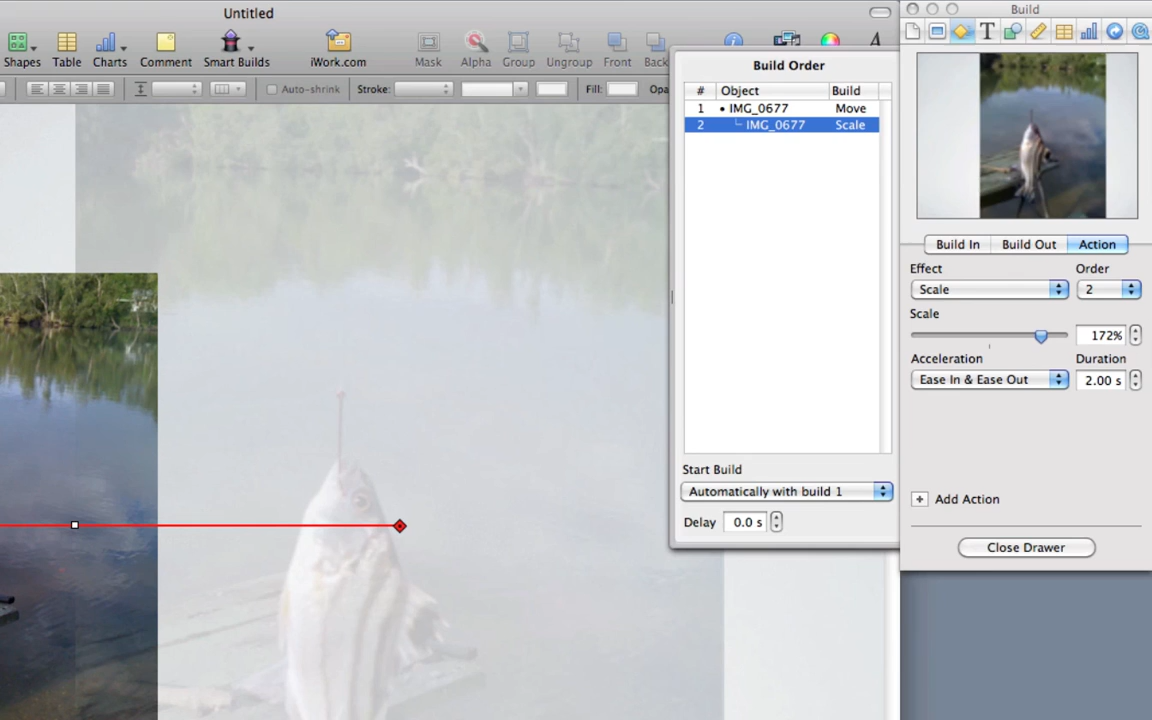 Untitled
Shapes Table Charts Comment Smart Builds iWork.com Mask Alpha Group Ungroup Front Back
Auto-shrink Stroke: Fill: Opa
Build Order
# Object Build
1 • IMG_0677 Move
2 IMG_0677 Scale
Start Build
Automatically with build 1
Delay 0.0 s
Build
Build In Build Out Action
Effect Order
Scale 2
Scale
172%
Acceleration Duration
Ease In & Ease Out 2.00 s
+ Add Action
Close Drawer